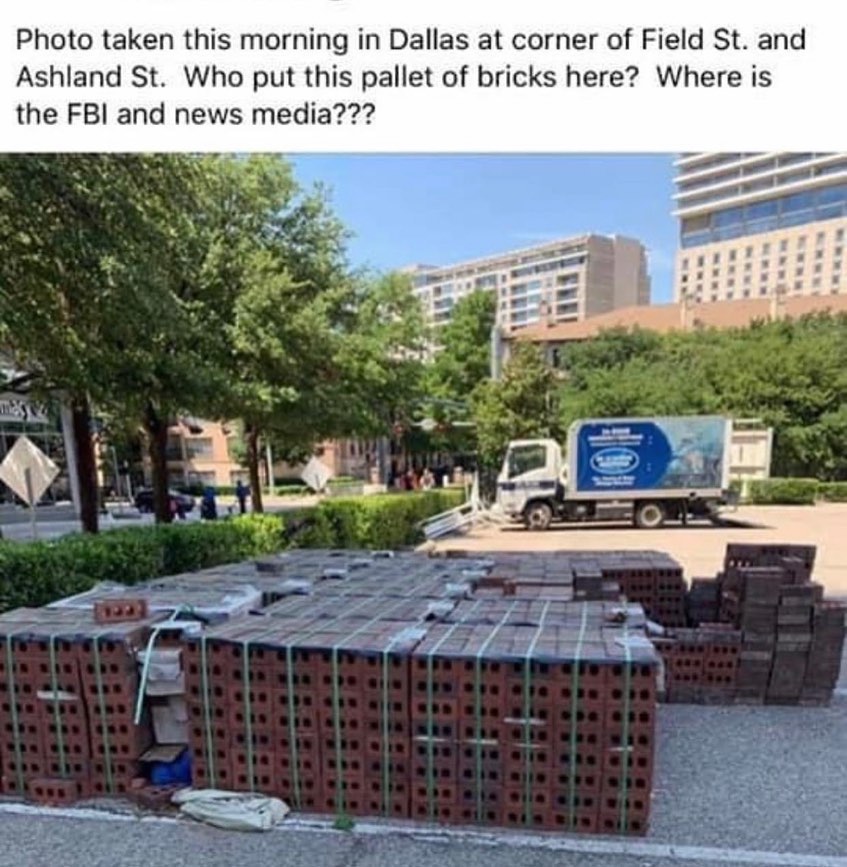 Photo taken this morning in Dallas at corner of Field St. and
Ashland St.  Who put this pallet of bricks here?  Where is
the FBI and news media???